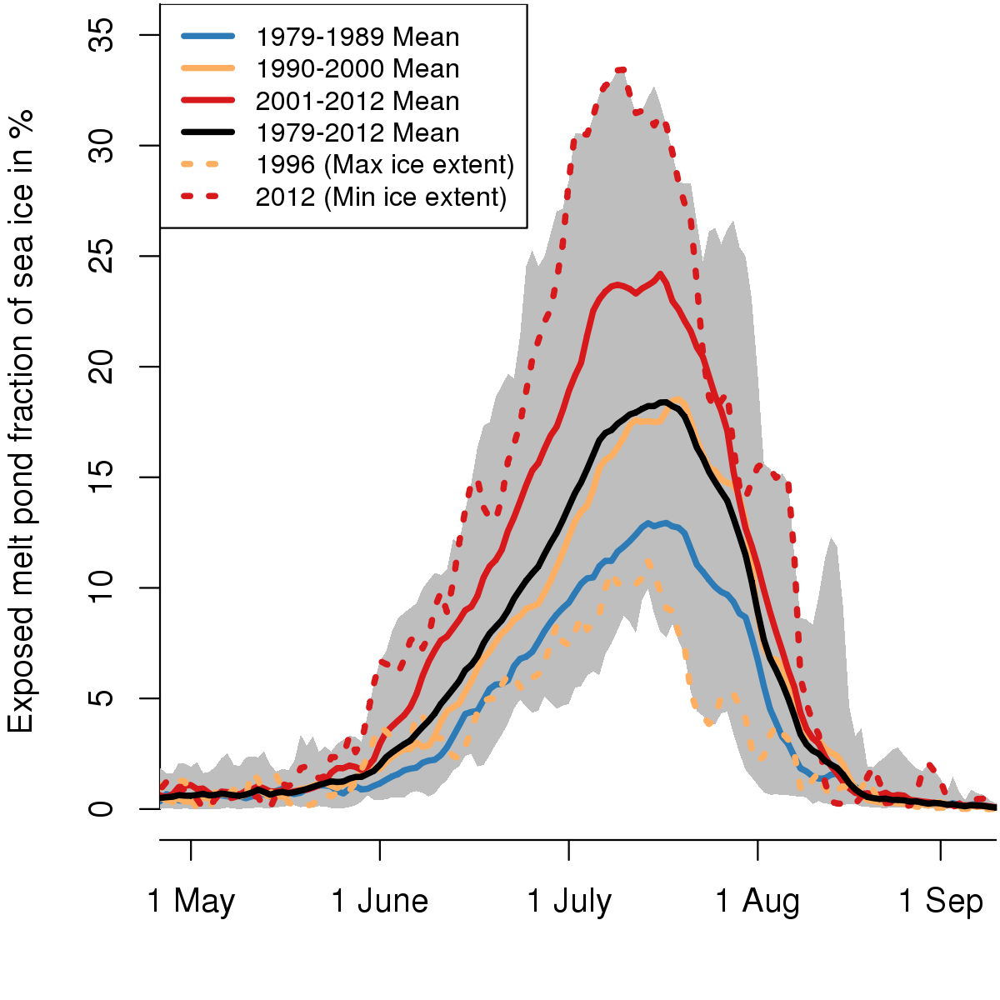 Exposed melt pond fraction of sea ice in %
35
30
25
20
15
10
5
0
1979-1989 Mean
1990-2000 Mean
2001-2012 Mean
1979-2012 Mean
1996 (Max ice extent)
2012 (Min ice extent)
1 May
1 June
1 July
1 Aug
1 Sep